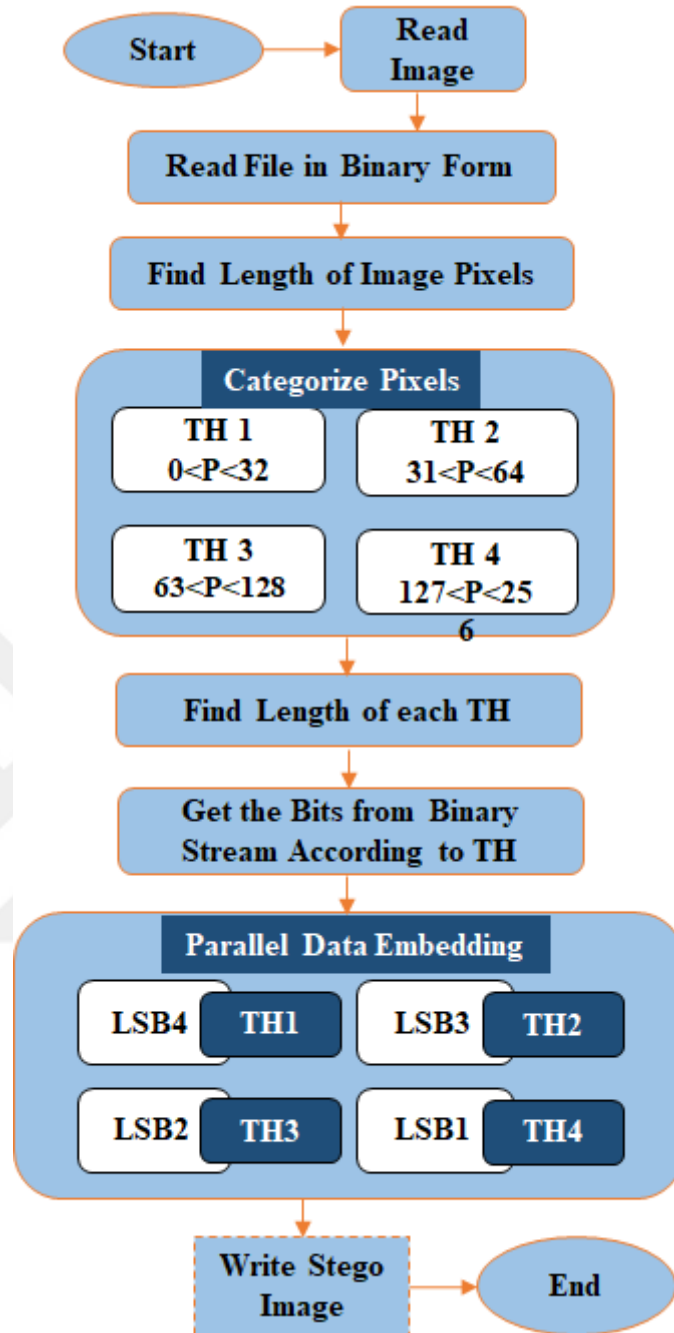 Start
Read
Image
Read File in Binary Form
Find Length of Image Pixels
Categorize Pixels
TH 1
0<P<32
TH 2
31<P<64
TH 3
63<P<128
TH 4
127<P<25
6
Find Length of each TH
Get the Bits from Binary
Stream According to TH
Parallel Data Embedding
LSB4
TH1
LSB3
TH2
LSB2
TH3
LSB1
TH4
Write Stego
Image
End